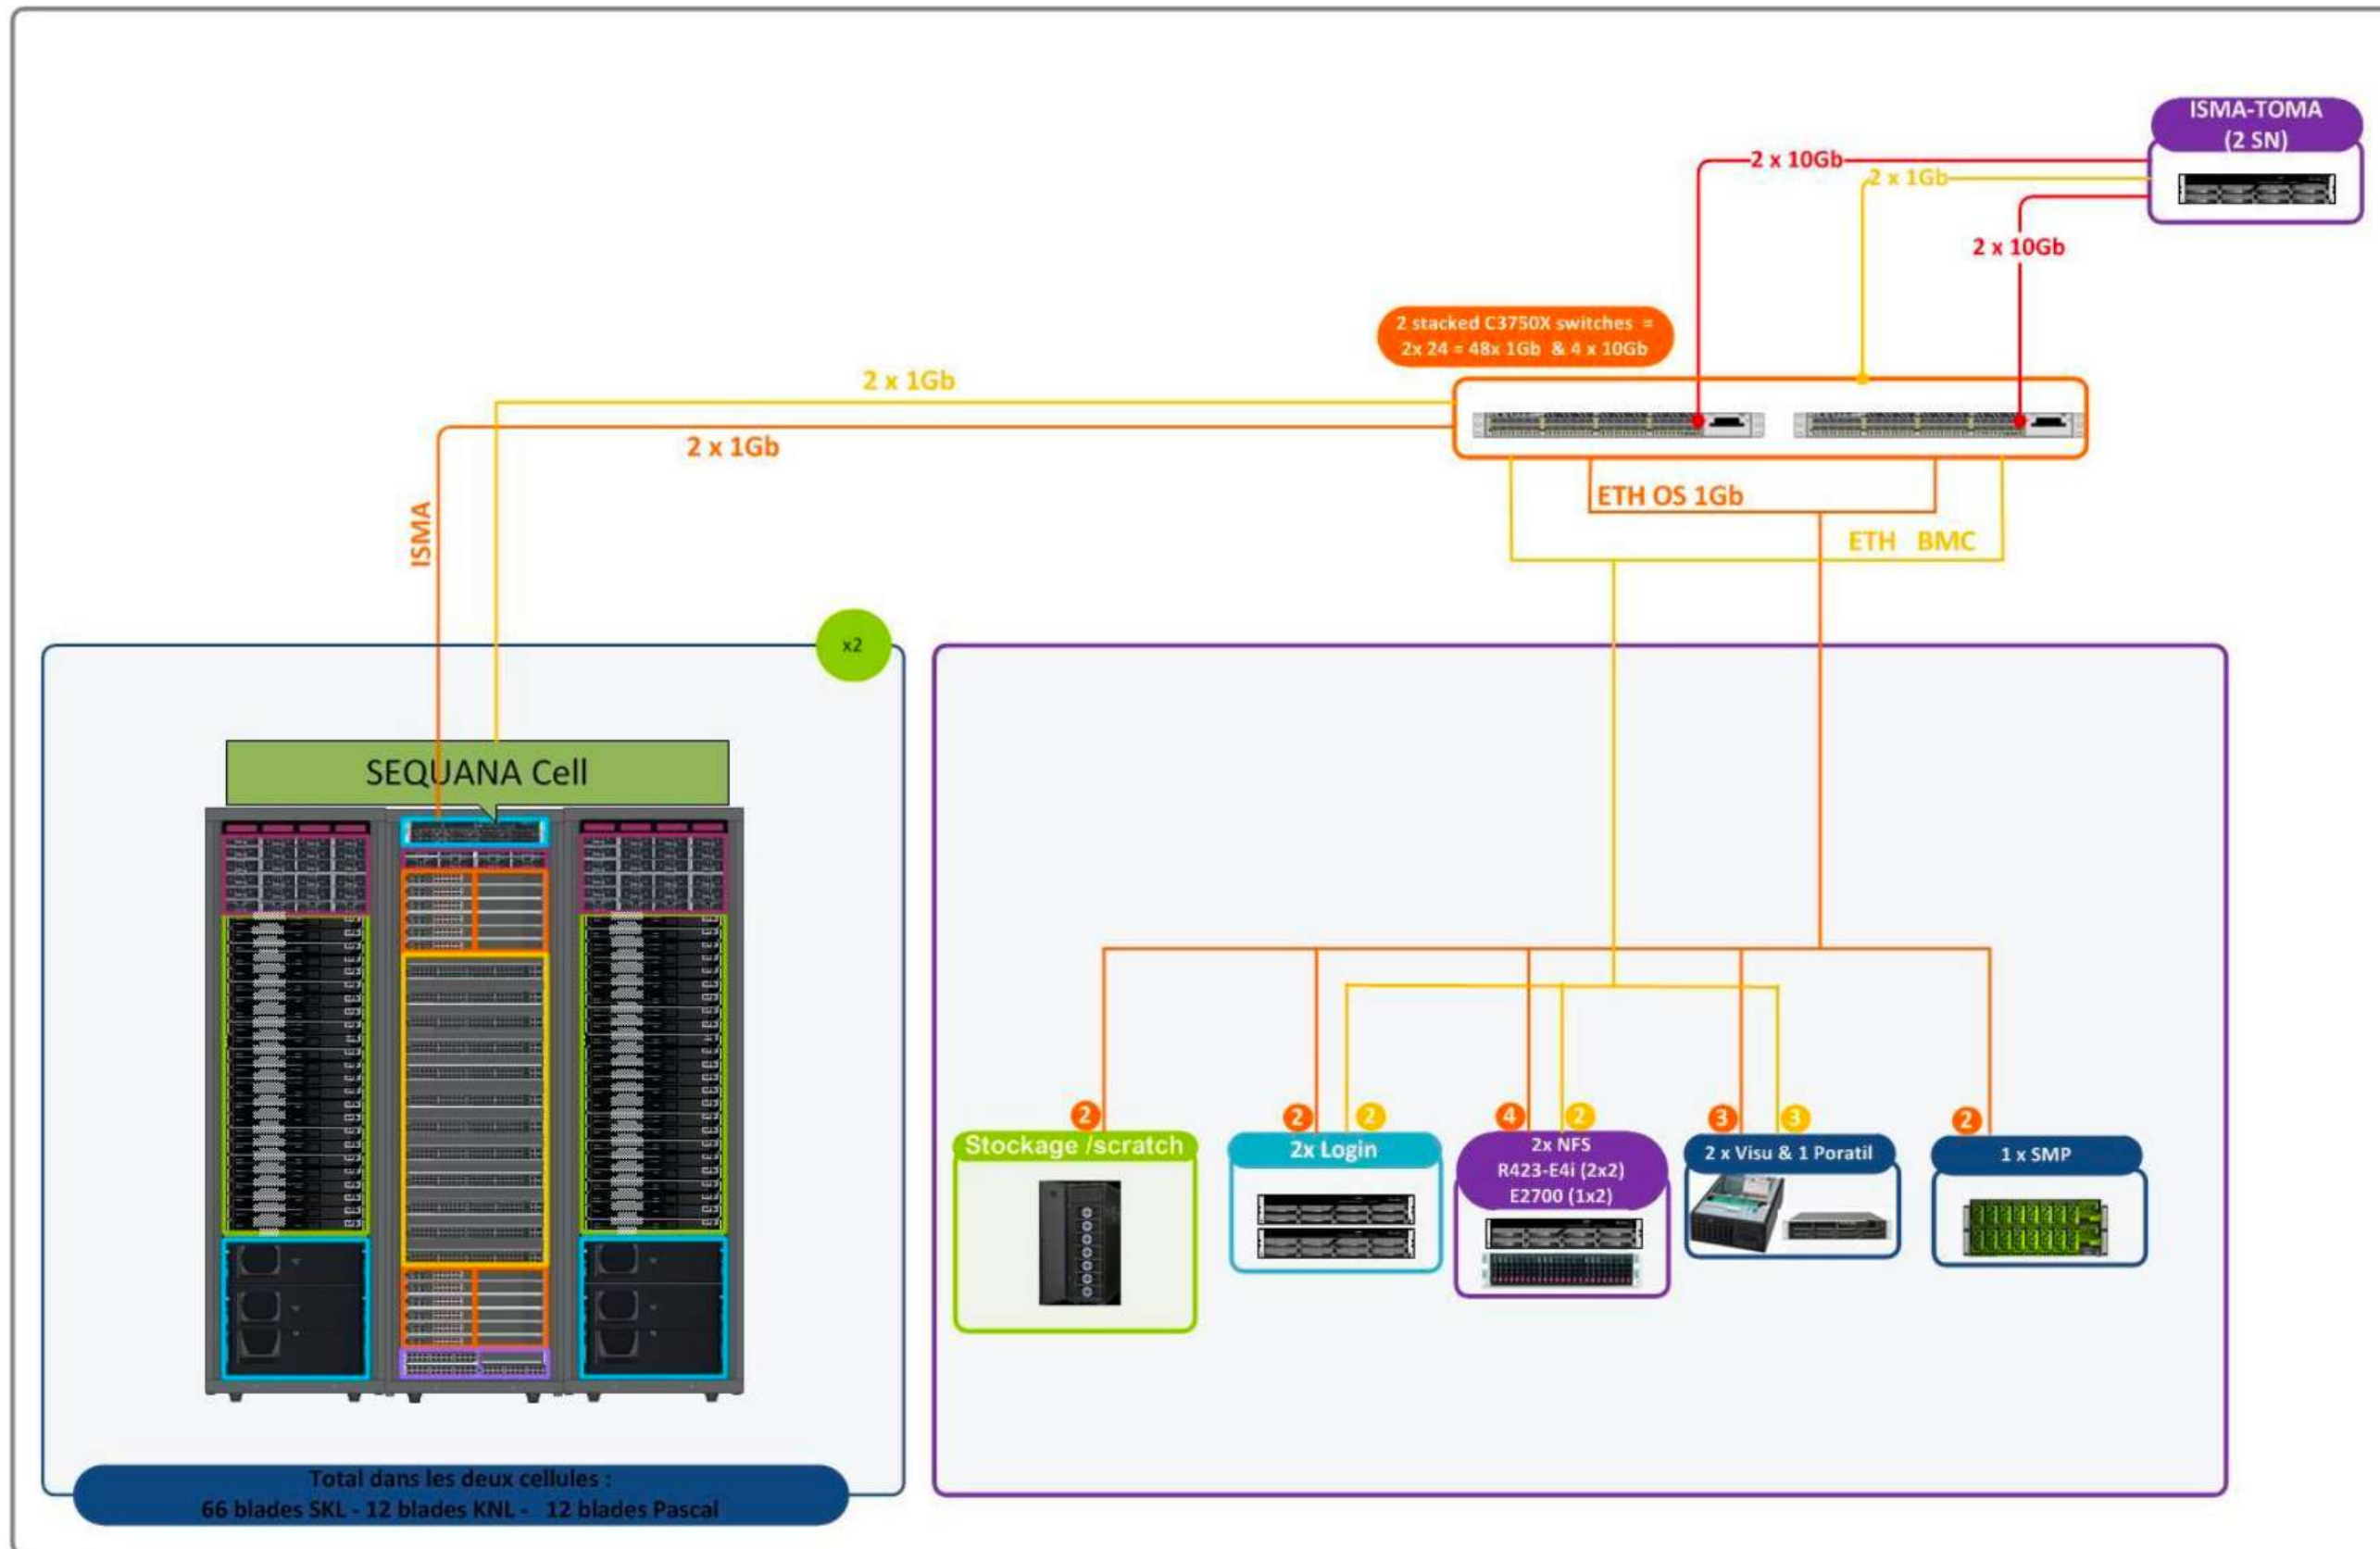 ISMA-TOMA
(2 SN)
2 x 10Gb
2 x 1Gb
2 x 10Gb
2 stacked C3750X switches =
2x 24 = 48x 1Gb & 4 x 10Gb
2 x 1Gb
2 x 1Gb
ISMA
ETH OS 1Gb
ETH BMC
x2
SEQUANA Cell
2
2
2
4
2
3
3
2
Stockage /scratch
2x Login
2x NFS
R423-E4i (2x2)
E2700 (1x2)
2 x Visu & 1 Poratil
1 x SMP
Total dans les deux cellules :
66 blades SKL - 12 blades KNL - 12 blades Pascal